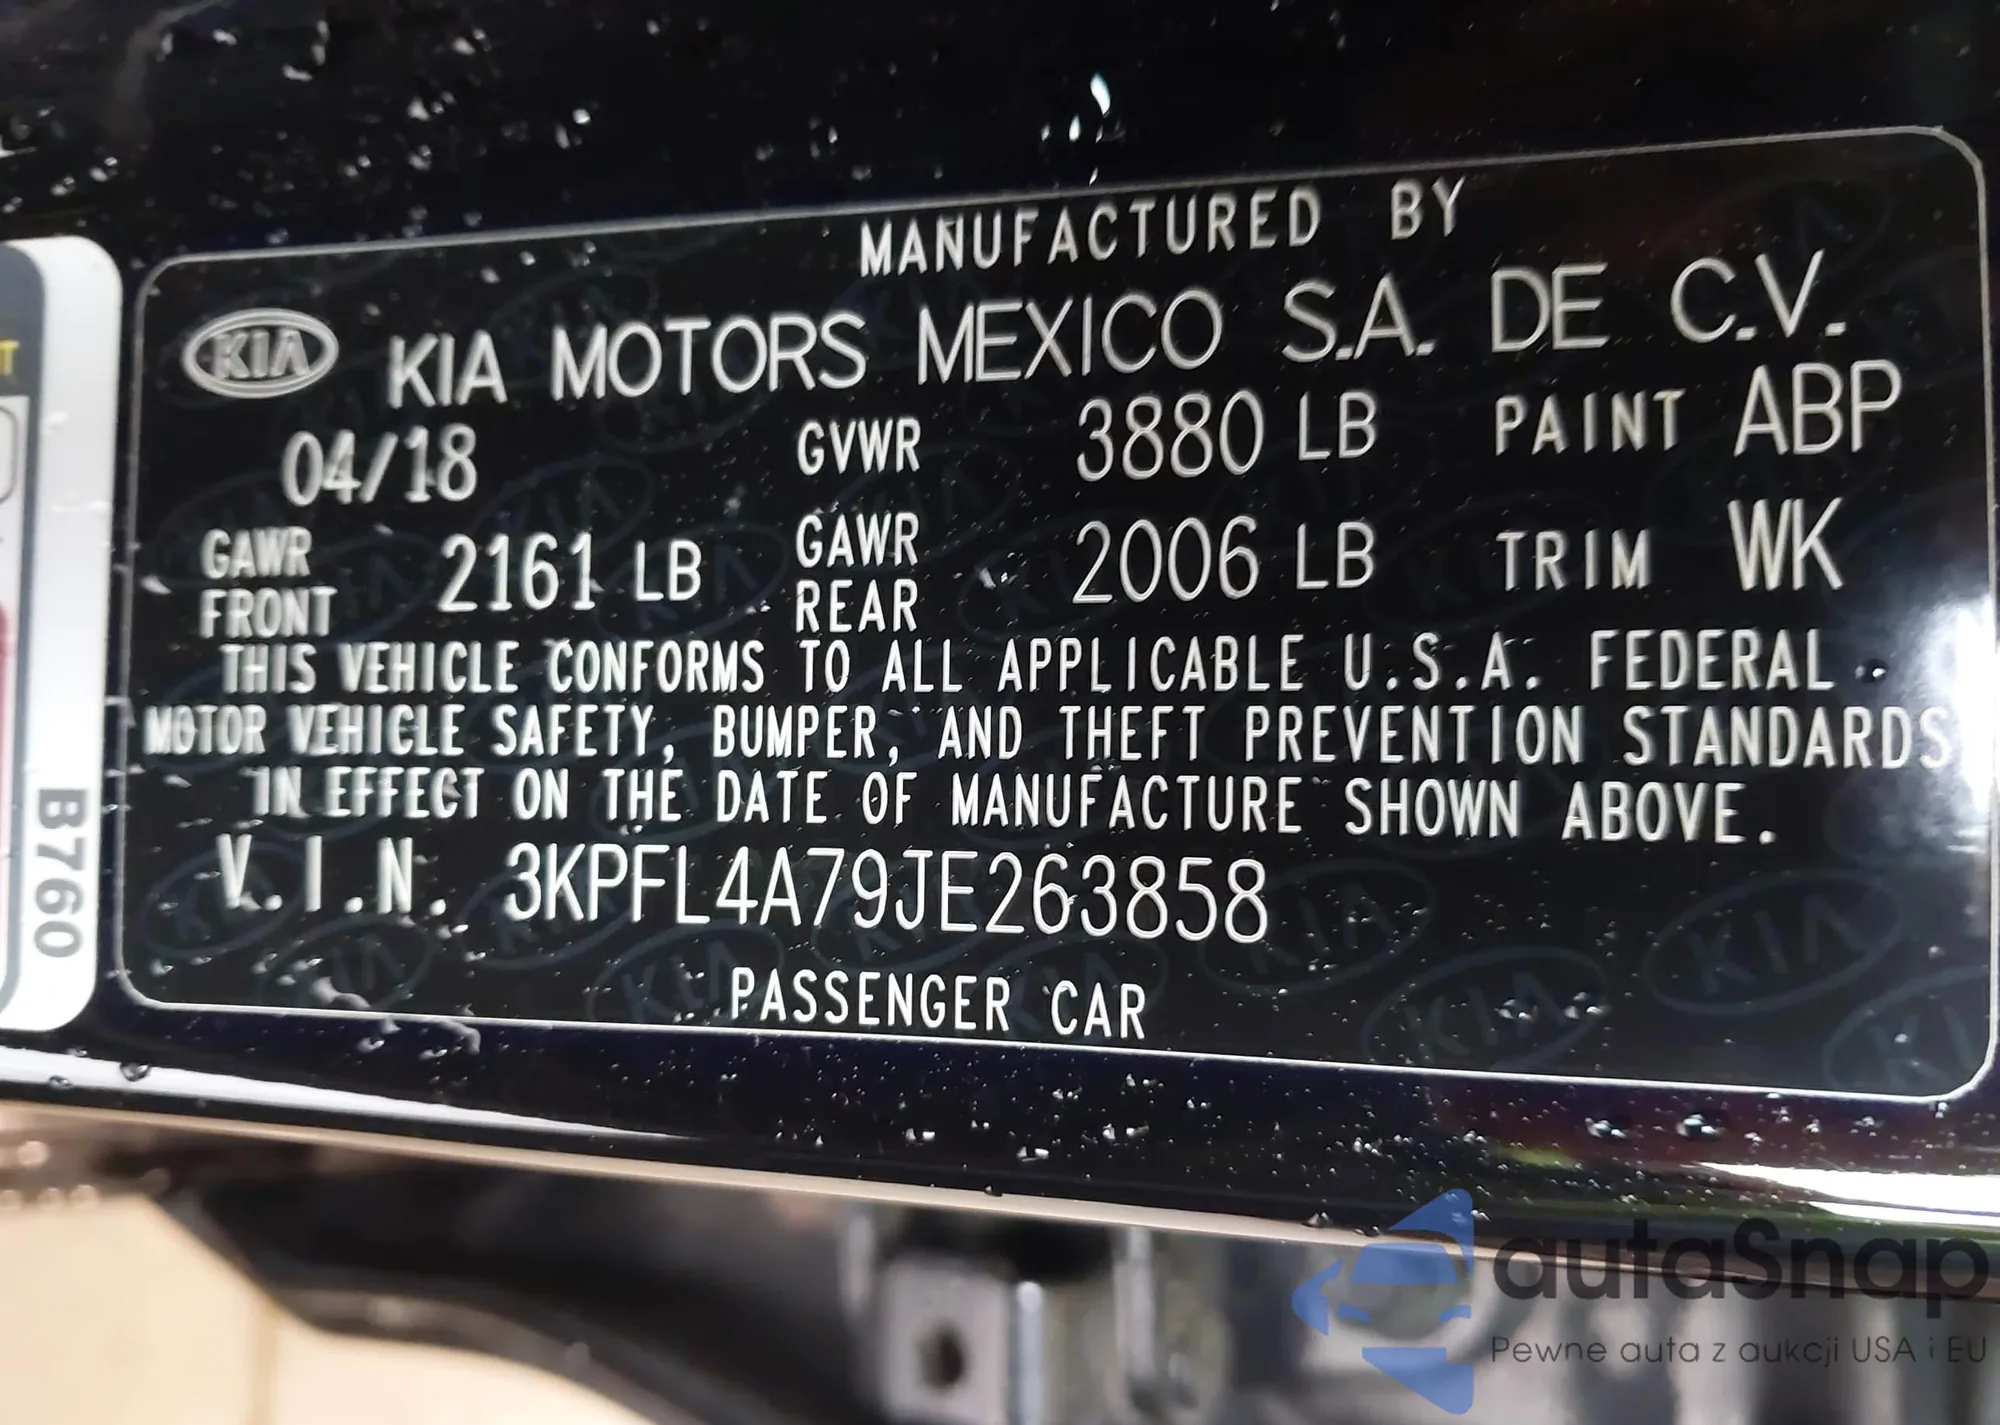 MANUFACTURED BY
KIA KIA MOTORS MEXICO S.A. DE C.V.
04/18 GVWR 3880 LB PAINT ABP
GAWR FRONT 2161 LB GAWR REAR 2006 LB TRIM WK
THIS VEHICLE CONFORMS TO ALL APPLICABLE U.S.A. FEDERAL
MOTOR VEHICLE SAFETY, BUMPER, AND THEFT PREVENTION STANDARDS
IN EFFECT ON THE DATE OF MANUFACTURE SHOWN ABOVE.
V.I.N. 3KPFL4A79JE263858
PASSENGER CAR
B760
autaSnap
Pewne auta z aukcji USA i EU